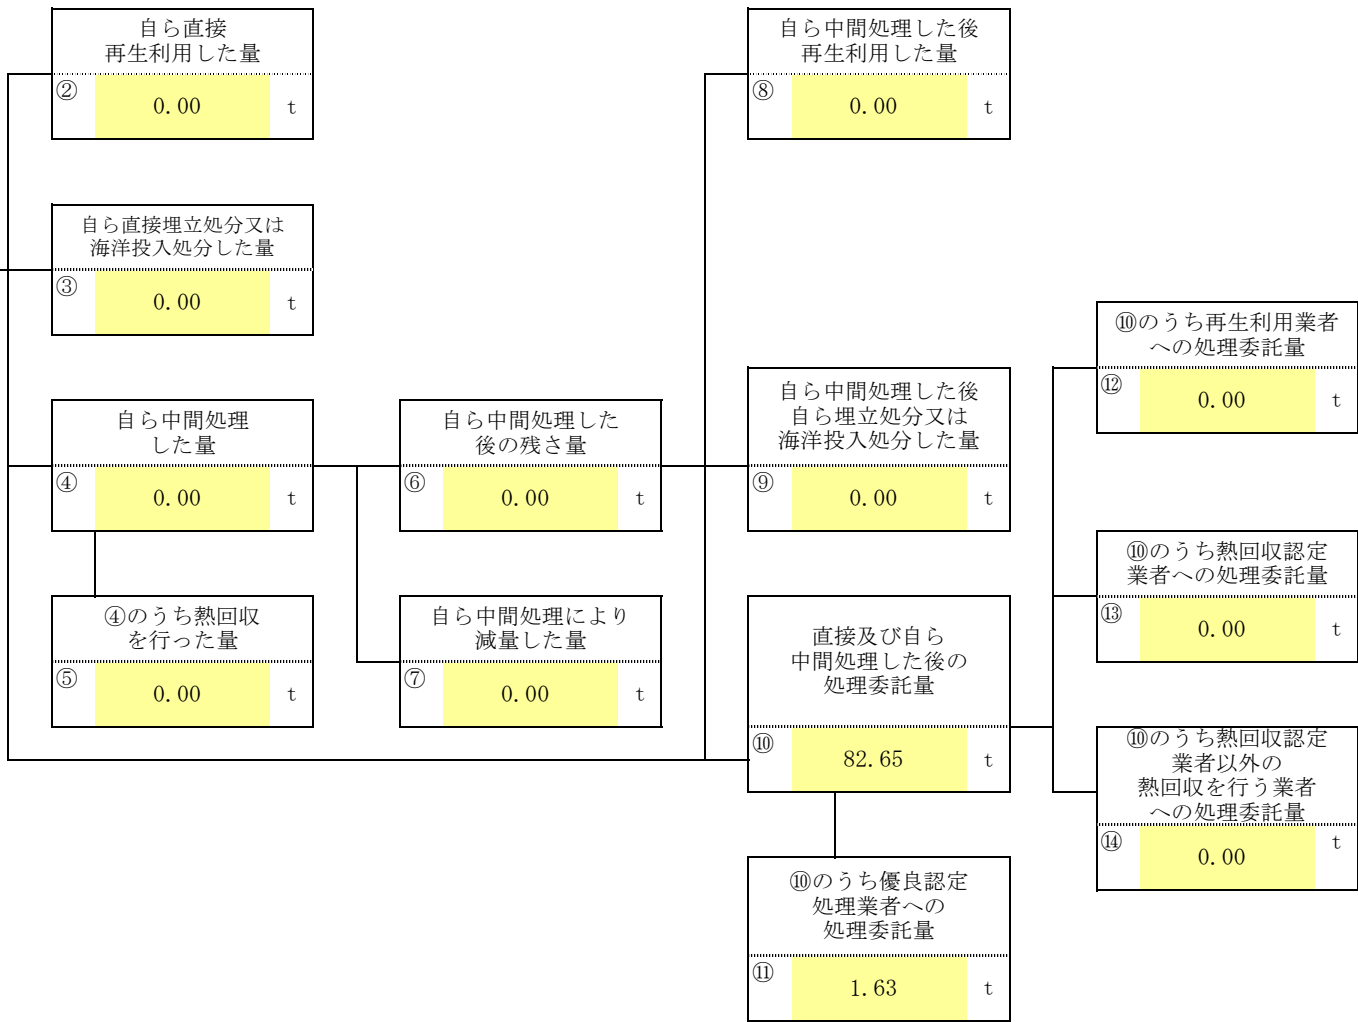 自ら直接
再生利用した量
② 0.00 t
自ら直接埋立処分又は
海洋投入処分した量
③ 0.00 t
自ら中間処理
した量
④ 0.00 t
④のうち熱回収
を行った量
⑤ 0.00 t
自ら中間処理した
後の残さ量
⑥ 0.00 t
自ら中間処理により
減量した量
⑦ 0.00 t
自ら中間処理した後
再生利用した量
⑧ 0.00 t
自ら中間処理した後
自ら埋立処分又は
海洋投入処分した量
⑨ 0.00 t
直接及び自ら
中間処理した後の
処理委託量
⑩ 82.65 t
⑩のうち優良認定
処理業者への
処理委託量
⑪ 1.63 t
⑩のうち再生利用業者
への処理委託量
⑫ 0.00 t
⑩のうち熱回収認定
業者への処理委託量
⑬ 0.00 t
⑩のうち熱回収認定
業者以外の
熱回収を行う業者
への処理委託量
⑭ 0.00 t